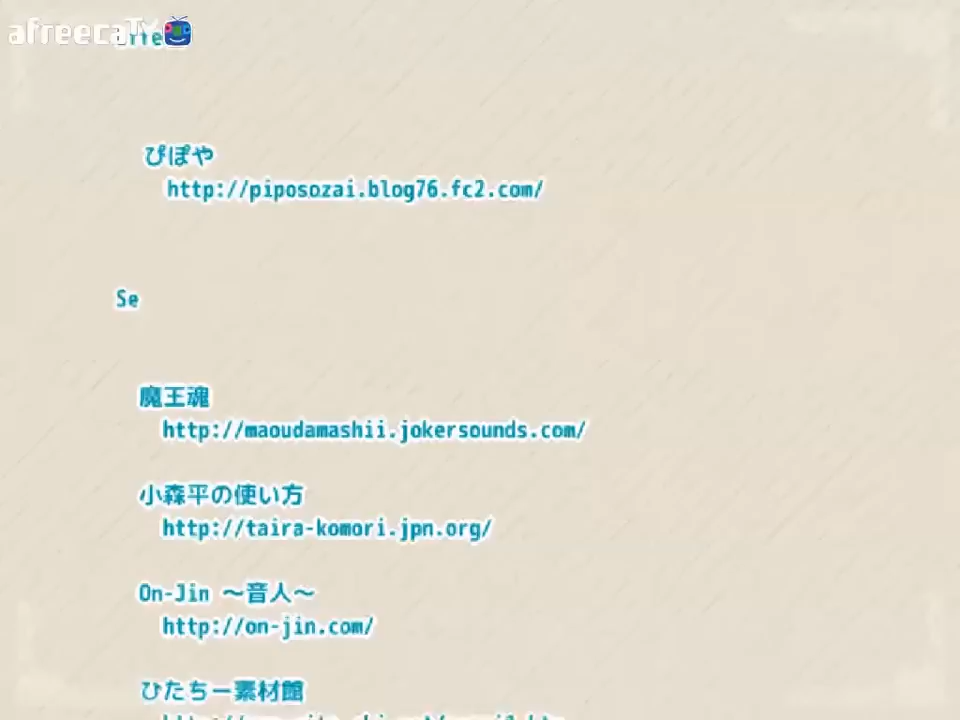 afreecaTV
ぴぽや
http://piposozai.blog76.fc2.com/
Se
魔王魂
http://maoudamashii.jokersounds.com/
小森平の使い方
http://taira-komori.jpn.org/
On-Jin ～音人～
http://on-jin.com/
ひたちー素材館